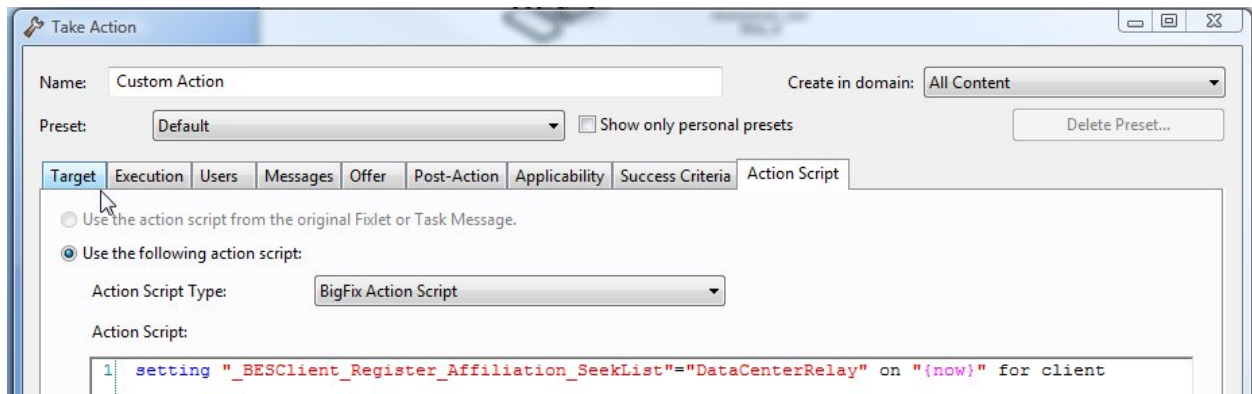 Take Action
Name: Custom Action Create in domain: All Content
Preset: Default Show only personal presets Delete Preset...
Target Execution Users Messages Offer Post-Action Applicability Success Criteria Action Script
Use the action script from the original Fixlet or Task Message.
Use the following action script:
Action Script Type: BigFix Action Script
Action Script:
1 setting "_BESClient_Register_Affiliation_SeekList"="DataCenterRelay" on "{now}" for client